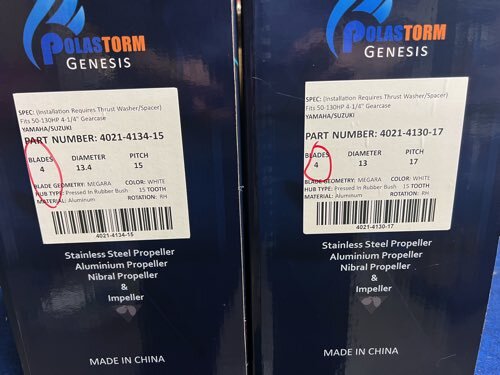 POLASTORM
GENESIS
SPEC: (Installation Requires Thrust Washer/Spacer)
Fits 50-130HP 4-1/4" Gearcase
YAMAHA/SUZUKI
PART NUMBER: 4021-4134-15
BLADES DIAMETER PITCH
4 13.4 15
BLADE GEOMETRY: MEGARA COLOR: WHITE
HUB TYPE: Pressed In Rubber Bush 15 TOOTH
MATERIAL: Aluminum ROTATION: RH
4021-4134-15
Stainless Steel Propeller
Aluminium Propeller
Nibral Propeller
&
Impeller
MADE IN CHINA
POLASTORM
GENESIS
SPEC: (Installation Requires Thrust Washer/Spacer)
Fits 50-130HP 4-1/4" Gearcase
YAMAHA/SUZUKI
PART NUMBER: 4021-4130-17
BLADES DIAMETER PITCH
4 13 17
BLADE GEOMETRY: MEGARA COLOR: WHITE
HUB TYPE: Pressed In Rubber Bush 15 TOOTH
MATERIAL: Aluminum ROTATION: RH
4021-4130-17
Stainless Steel Propeller
Aluminium Propeller
Nibral Propeller
&
Impeller
MADE IN CHINA